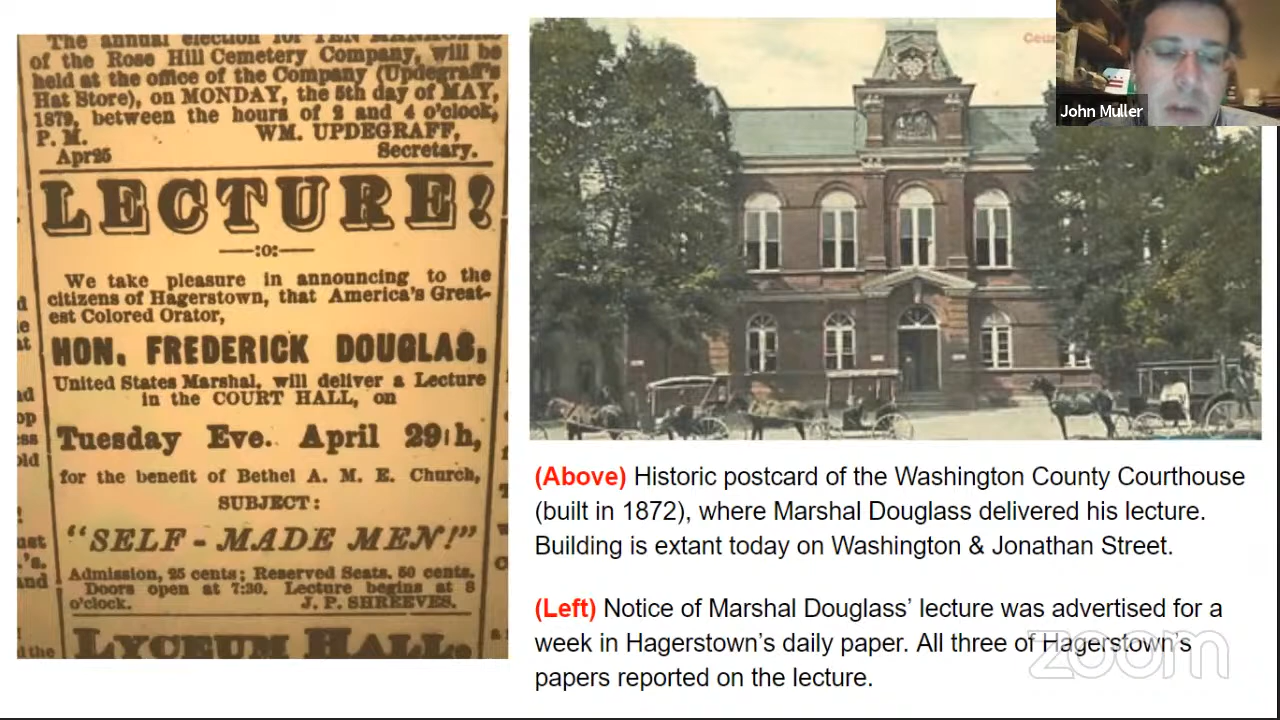 The annual election for TEN MANAGERS
of the Rose Hill Cemetery Company, will be
held at the office of the Company (Updegraff's
Hat Store), on MONDAY, the 5th day of MAY,
1879, between the hours of 2 and 4 o'clock,
P. M. WM. UPDEGRAFF,
Apr25 Secretary.
LECTURE!
—:o:—
We take pleasure in announcing to the
citizens of Hagerstown, that America's Great-
est Colored Orator,
HON. FREDERICK DOUGLAS,
United States Marshal, will deliver a Lecture
in the COURT HALL, on
Tuesday Eve. April 29th,
for the benefit of Bethel A. M. E. Church,
SUBJECT:
"SELF-MADE MEN!"
Admission, 25 cents; Reserved Seats, 50 cents.
Doors open at 7:30. Lecture begins at 8
o'clock. J. P. SHREEVES.
LYCEUM HALL.
John Muller
(Above) Historic postcard of the Washington County Courthouse
(built in 1872), where Marshal Douglass delivered his lecture.
Building is extant today on Washington & Jonathan Street.
(Left) Notice of Marshal Douglass' lecture was advertised for a
week in Hagerstown's daily paper. All three of Hagerstown's
papers reported on the lecture.
zoom